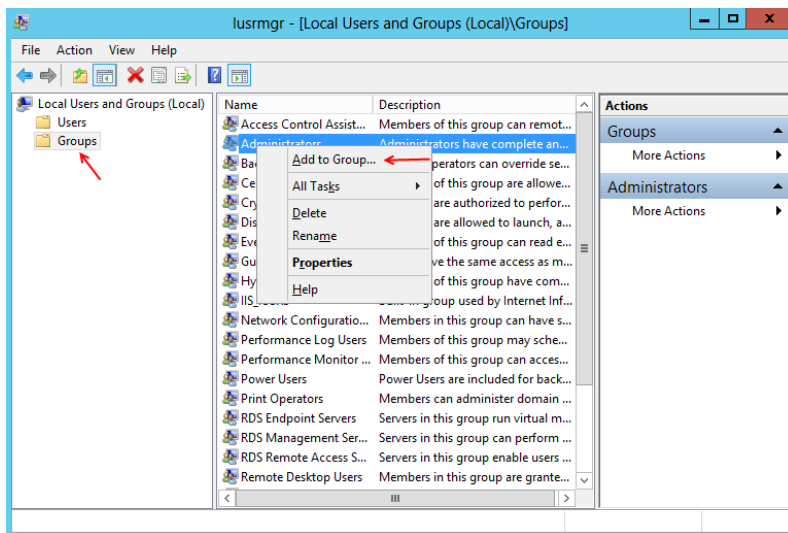 lusrmgr - [Local Users and Groups (Local)\Groups]
File Action View Help
Local Users and Groups (Local)
Users
Groups
Name Description
Access Control Assist... Members of this group can remot...
Administrators Administrators have complete an...
Ba perators can override se...
Ce of this group are allowe...
Cry are authorized to perfor...
Dis are allowed to launch, a...
Eve of this group can read e...
Gu ve the same access as m...
Hy of this group have com...
IIS_IUSRS Built-in group used by Internet Inf...
Network Configuratio... Members in this group can have s...
Performance Log Users Members of this group may sche...
Performance Monitor ... Members of this group can acces...
Power Users Power Users are included for back...
Print Operators Members can administer domain ...
RDS Endpoint Servers Servers in this group run virtual m...
RDS Management Ser... Servers in this group can perform ...
RDS Remote Access S... Servers in this group enable users ...
Remote Desktop Users Members in this group are grante...
Add to Group...
All Tasks
Delete
Rename
Properties
Help
Actions
Groups
More Actions
Administrators
More Actions